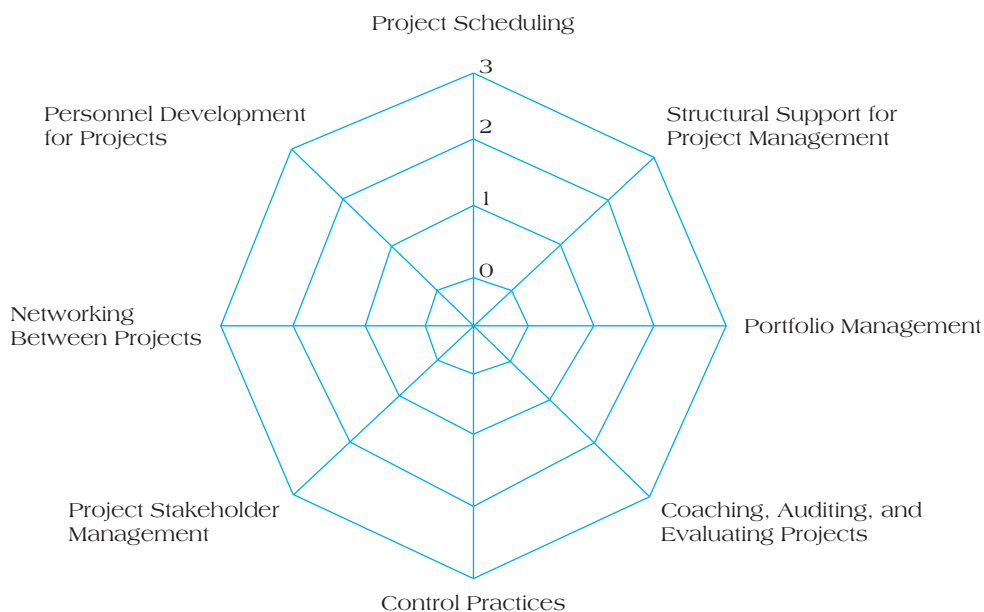 Project Scheduling
3
Personnel Development
for Projects
Structural Support for
Project Management
2
1
0
Networking
Between Projects
Portfolio Management
Project Stakeholder
Management
Coaching, Auditing, and
Evaluating Projects
Control Practices